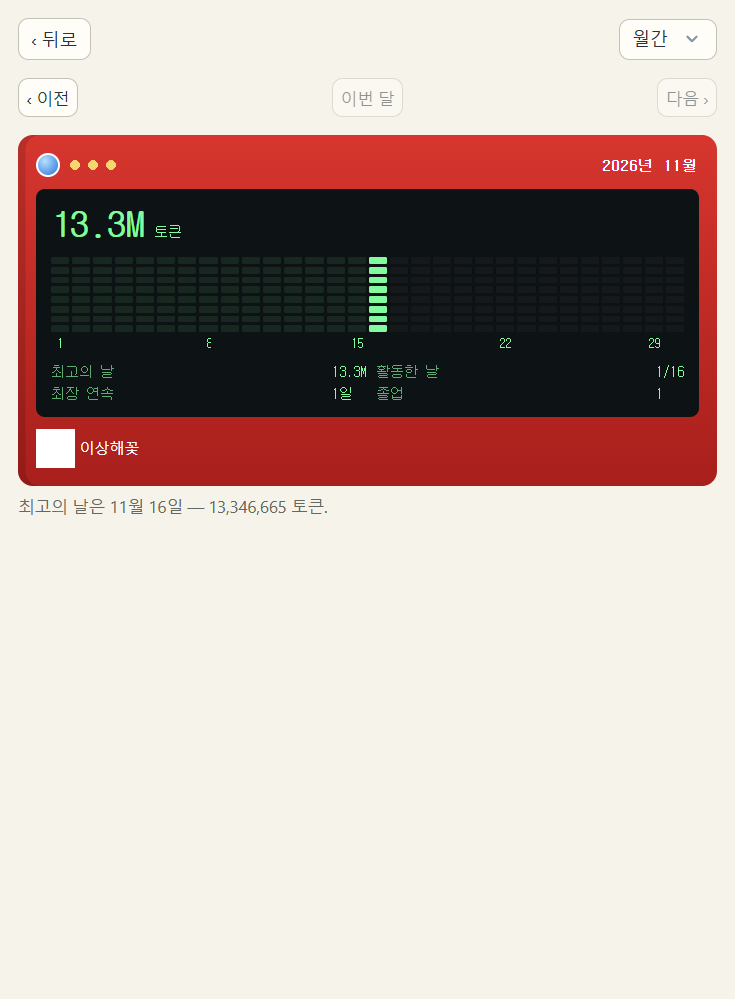 ‹ 뒤로
월간
‹ 이전
이번 달
다음 ›
2026년 11월
13.3M 토큰
1 8 15 22 29
최고의 날 13.3M 활동한 날 1/16
최장 연속 1일 졸업 1
이상해꽃
최고의 날은 11월 16일 — 13,346,665 토큰.